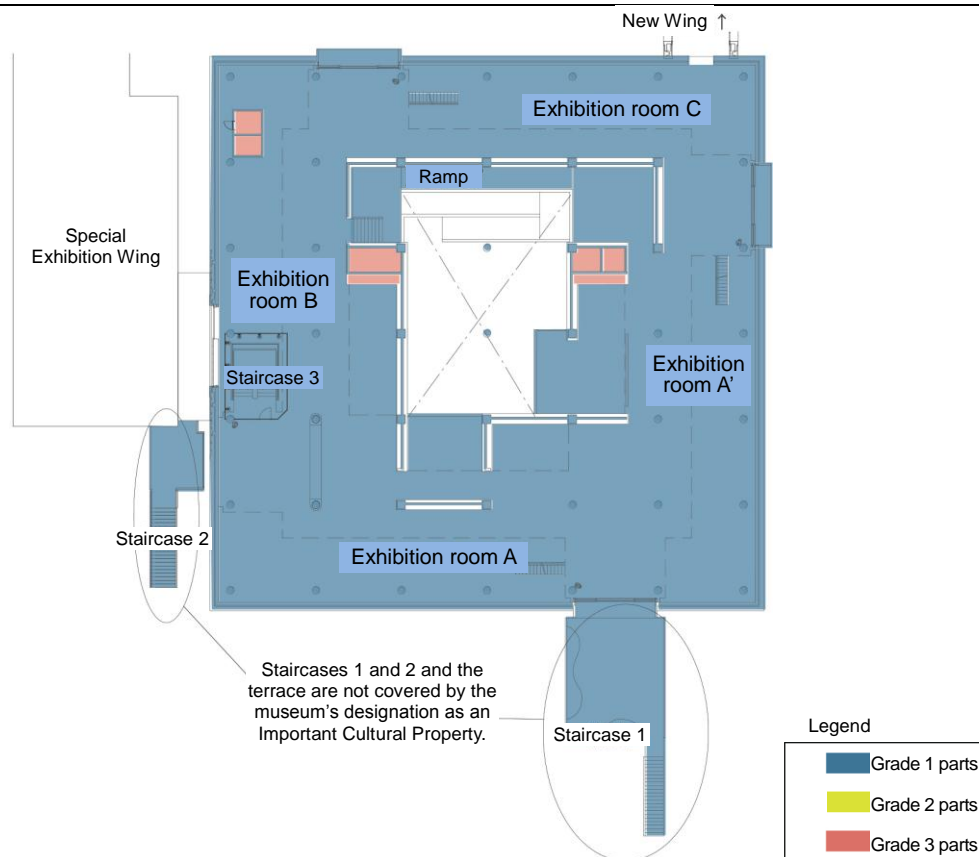 New Wing ↑
Exhibition room C
Ramp
Special
Exhibition Wing
Exhibition
room B
Exhibition
room A’
Staircase 3
Staircase 2
Exhibition room A
Staircases 1 and 2 and the
terrace are not covered by the
museum’s designation as an
Important Cultural Property.
Staircase 1
Legend
Grade 1 parts
Grade 2 parts
Grade 3 parts